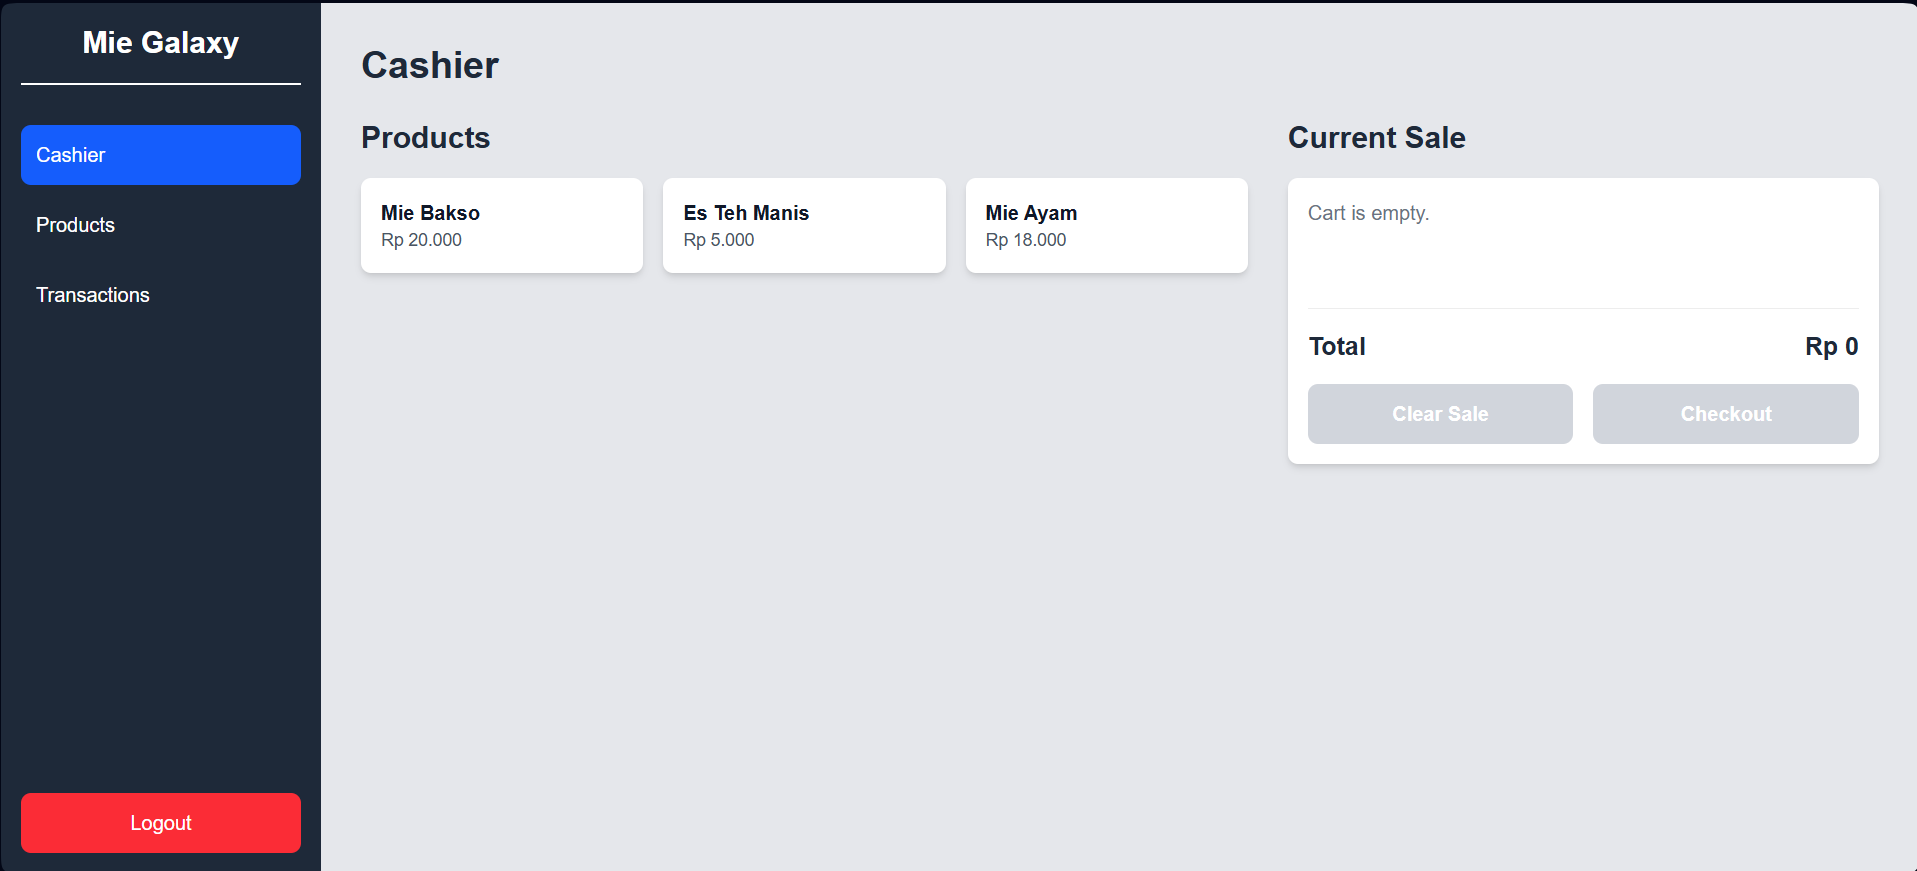 Mie Galaxy
Cashier
Products
Transactions
Logout
Cashier
Products
Mie Bakso
Rp 20.000
Es Teh Manis
Rp 5.000
Mie Ayam
Rp 18.000
Current Sale
Cart is empty.
Total Rp 0
Clear Sale Checkout